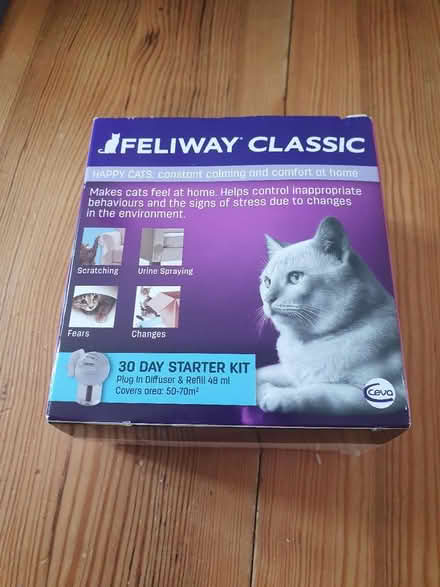 FELIWAY® CLASSIC
HAPPY CATS, constant calming and comfort at home
Makes cats feel at home. Helps control inappropriate
behaviours and the signs of stress due to changes
in the environment.
Scratching
Urine Spraying
Fears
Changes
30 DAY STARTER KIT
Plug In Diffuser & Refill 48 ml
Covers area: 50-70m²
Ceva